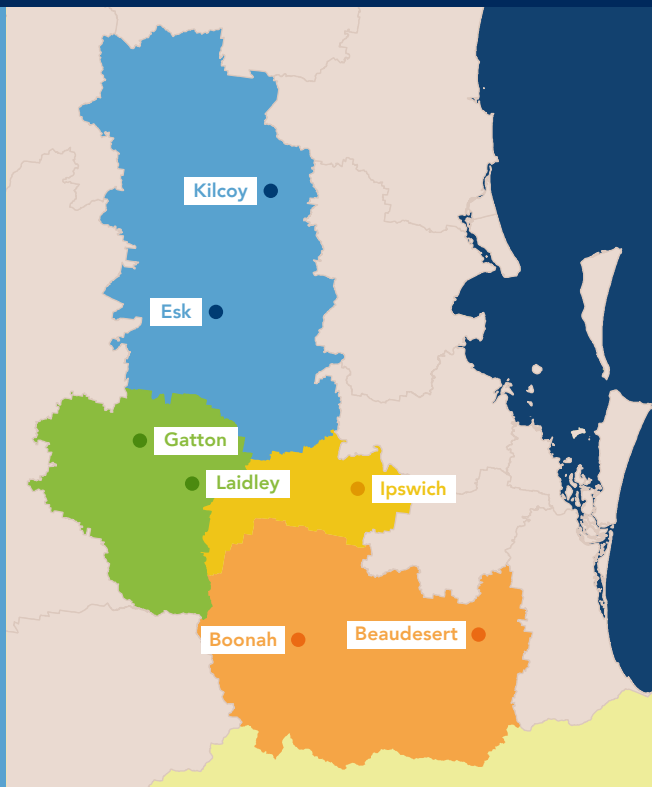 Kilcoy
Esk
Gatton
Laidley
Ipswich
Boonah
Beaudesert